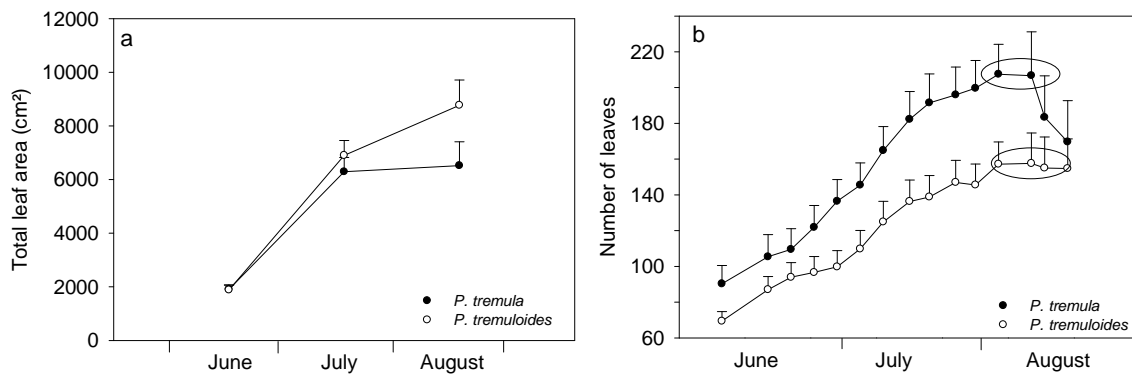 a
Total leaf area (cm²)
12000
10000
8000
6000
4000
2000
0
June July August
P. tremula
P. tremuloides
b
Number of leaves
220
180
140
100
60
June July August
P. tremula
P. tremuloides